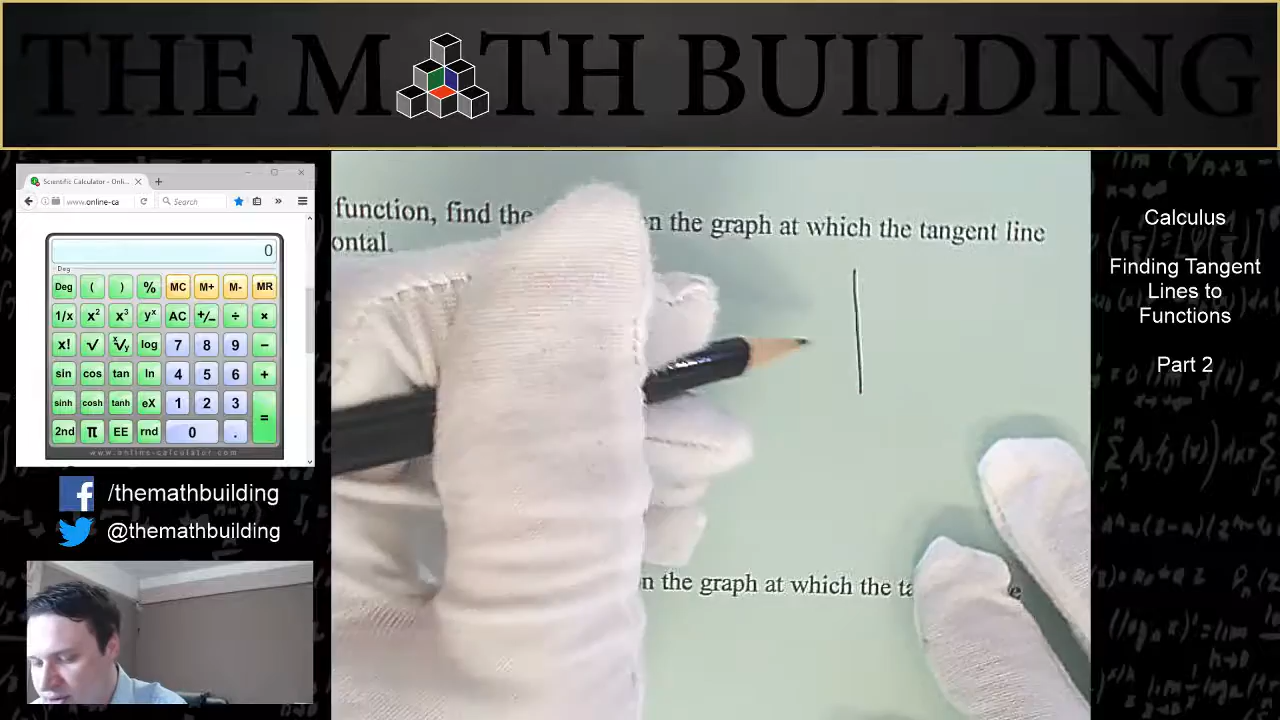 THE MATH BUILDING
Scientific Calculator - Onli...
www.online-ca
Search
0
Deg
Deg ( ) % MC M+ M- MR
1/x x² x³ yˣ AC +/- ÷ ×
x! √ ˣ√y log 7 8 9 −
sin cos tan ln 4 5 6 +
sinh cosh tanh eX 1 2 3 =
2nd π EE rnd 0 .
www.online-calculator.com
/themathbuilding
@themathbuilding
function, find the
n the graph at which the tangent line
ontal.
n the graph at which the ta
Calculus
Finding Tangent
Lines to
Functions
Part 2